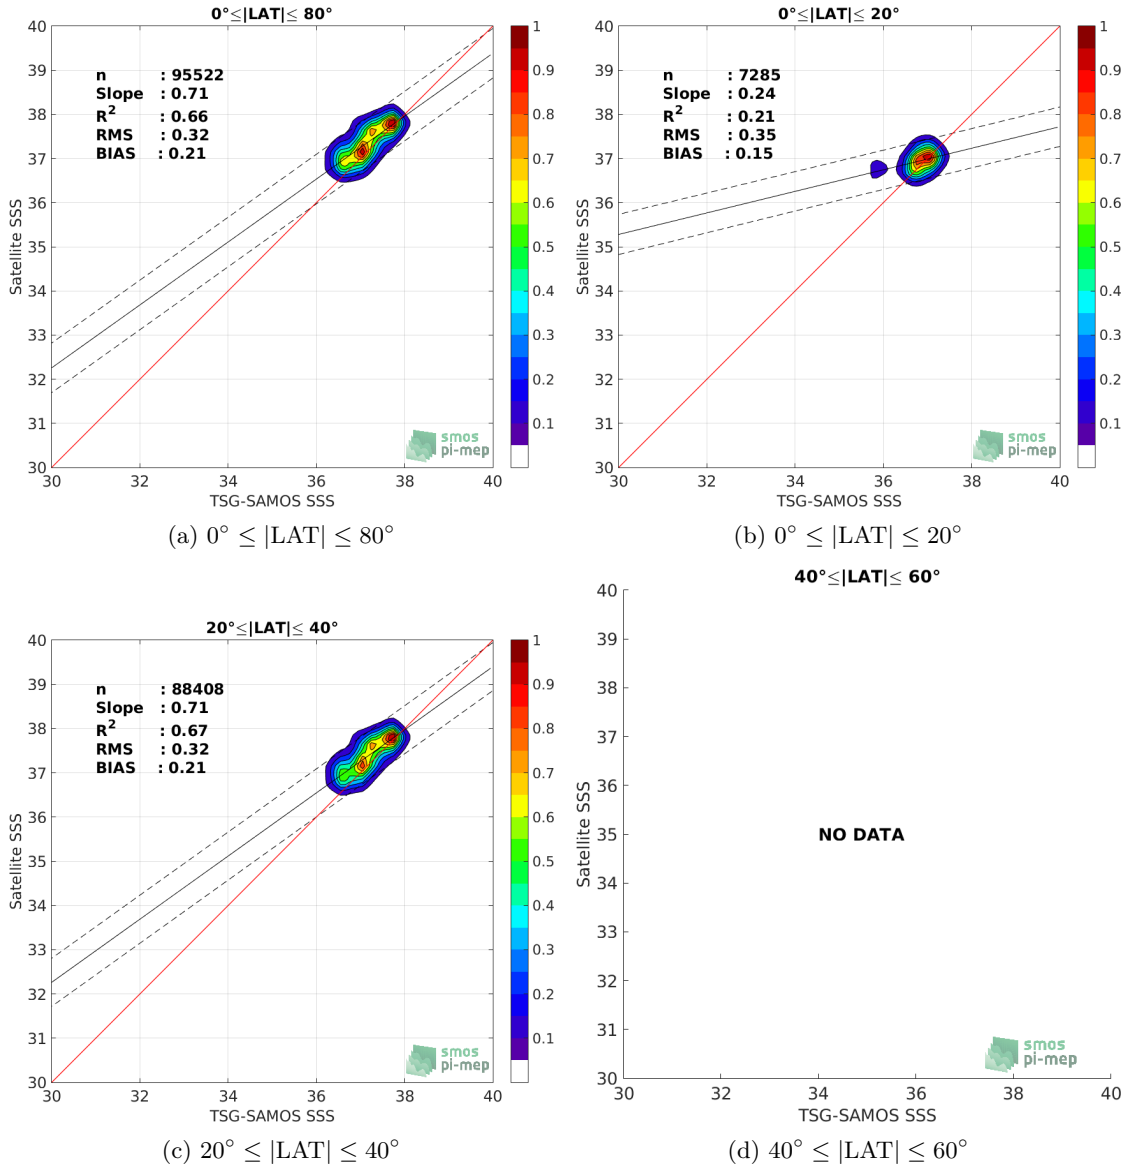 0°≤|LAT|≤ 80°
n : 95522
Slope : 0.71
R2 : 0.66
RMS : 0.32
BIAS : 0.21
40
39
38
37
36
35
34
33
32
31
30
Satellite SSS
30 32 34 36 38 40
TSG-SAMOS SSS
1
0.9
0.8
0.7
0.6
0.5
0.4
0.3
0.2
0.1
smos
pi-mep
(a) 0° ≤ |LAT| ≤ 80°
0°≤|LAT|≤ 20°
n : 7285
Slope : 0.24
R2 : 0.21
RMS : 0.35
BIAS : 0.15
40
39
38
37
36
35
34
33
32
31
30
Satellite SSS
30 32 34 36 38 40
TSG-SAMOS SSS
1
0.9
0.8
0.7
0.6
0.5
0.4
0.3
0.2
0.1
smos
pi-mep
(b) 0° ≤ |LAT| ≤ 20°
20°≤|LAT|≤ 40°
n : 88408
Slope : 0.71
R2 : 0.67
RMS : 0.32
BIAS : 0.21
40
39
38
37
36
35
34
33
32
31
30
Satellite SSS
30 32 34 36 38 40
TSG-SAMOS SSS
1
0.9
0.8
0.7
0.6
0.5
0.4
0.3
0.2
0.1
smos
pi-mep
(c) 20° ≤ |LAT| ≤ 40°
40°≤|LAT|≤ 60°
40
39
38
37
36
35
34
33
32
31
30
Satellite SSS
NO DATA
30 32 34 36 38 40
TSG-SAMOS SSS
smos
pi-mep
(d) 40° ≤ |LAT| ≤ 60°